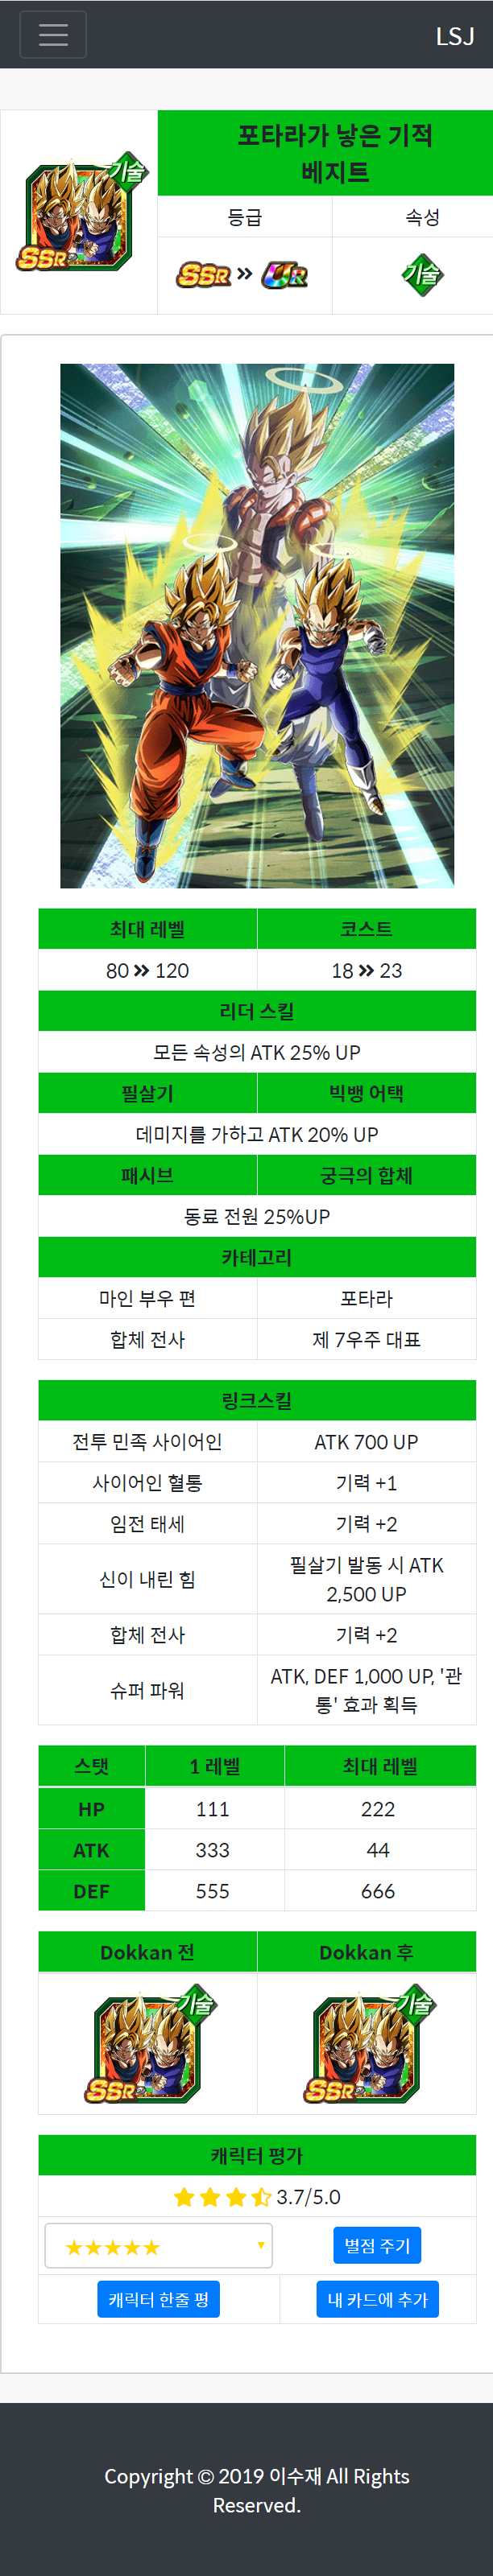 LSJ
포타라가 낳은 기적
베지트
등급 속성
기술
SSR
SSR » UR 기술
최대 레벨 코스트
80 » 120 18 » 23
리더 스킬
모든 속성의 ATK 25% UP
필살기 빅뱅 어택
데미지를 가하고 ATK 20% UP
패시브 궁극의 합체
동료 전원 25%UP
카테고리
마인 부우 편 포타라
합체 전사 제 7우주 대표
링크스킬
전투 민족 사이어인 ATK 700 UP
사이어인 혈통 기력 +1
임전 태세 기력 +2
신이 내린 힘 필살기 발동 시 ATK
2,500 UP
합체 전사 기력 +2
슈퍼 파워 ATK, DEF 1,000 UP, '관
통' 효과 획득
스탯 1 레벨 최대 레벨
HP 111 222
ATK 333 44
DEF 555 666
Dokkan 전 Dokkan 후
기술 기술
SSR SSR
캐릭터 평가
3.7/5.0
★★★★★ ▼ 별점 주기
캐릭터 한줄 평 내 카드에 추가
Copyright © 2019 이수재 All Rights
Reserved.